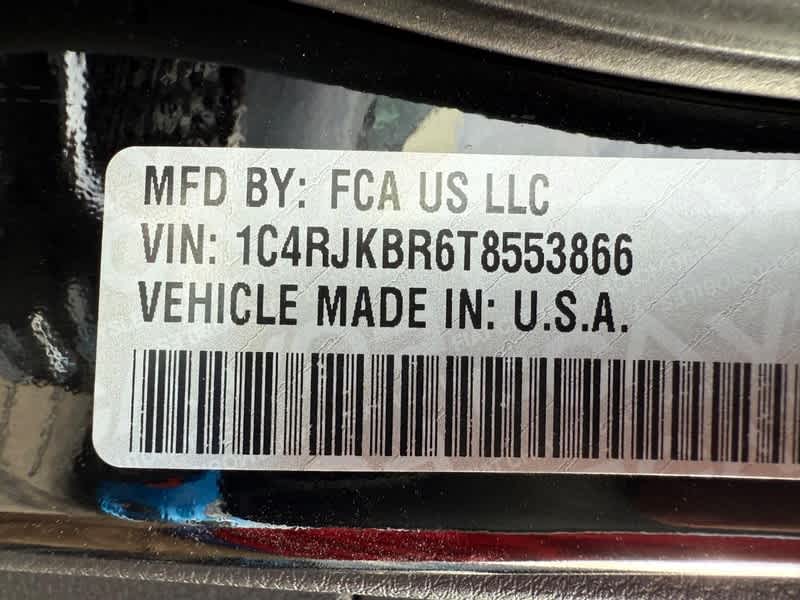 MFD BY: FCA US LLC
VIN: 1C4RJKBR6T8553866
VEHICLE MADE IN: U.S.A.